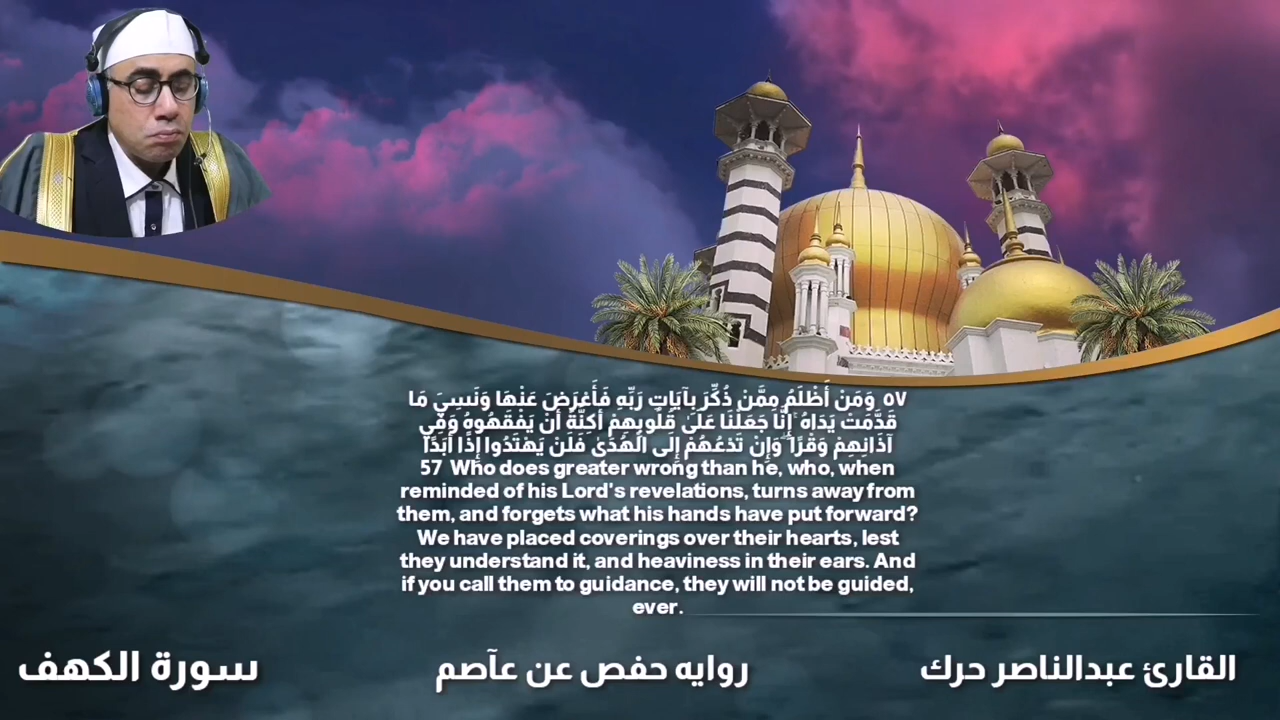 ٥٧ وَمَنْ أَظْلَمُ مِمَّنْ ذُكِّرَ بِآيَاتِ رَبِّهِ فَأَعْرَضَ عَنْهَا وَنَسِيَ مَا
قَدَّمَتْ يَدَاهُ ۚ إِنَّا جَعَلْنَا عَلَىٰ قُلُوبِهِمْ أَكِنَّةً أَنْ يَفْقَهُوهُ وَفِي
آذَانِهِمْ وَقْرًا ۖ وَإِنْ تَدْعُهُمْ إِلَى الْهُدَىٰ فَلَنْ يَهْتَدُوا إِذًا أَبَدًا
57 Who does greater wrong than he, who, when
reminded of his Lord's revelations, turns away from
them, and forgets what his hands have put forward?
We have placed coverings over their hearts, lest
they understand it, and heaviness in their ears. And
if you call them to guidance, they will not be guided,
ever.
القارئ عبدالناصر حرك
روايه حفص عن عآصم
سورة الكهف